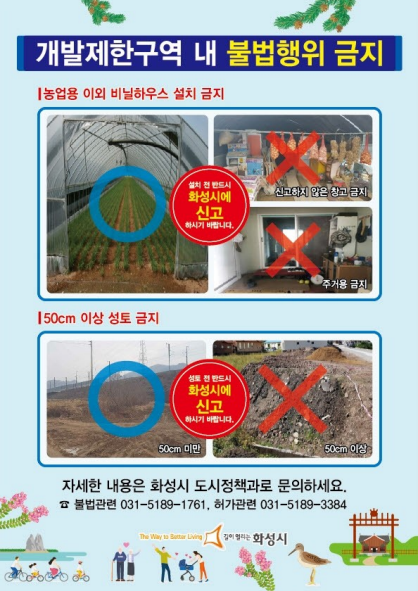 개발제한구역 내 불법행위 금지
농업용 이외 비닐하우스 설치 금지
설치 전 반드시
화성시에
신고
하시기 바랍니다.
신고하지 않은 창고 금지
주거용 금지
50cm 이상 성토 금지
성토 전 반드시
화성시에
신고
하시기 바랍니다.
50cm 미만
50cm 이상
자세한 내용은 화성시 도시정책과로 문의하세요.
☎ 불법관련 031-5189-1761, 허가관련 031-5189-3384
The Way to Better Living 길이 열리는 화성시